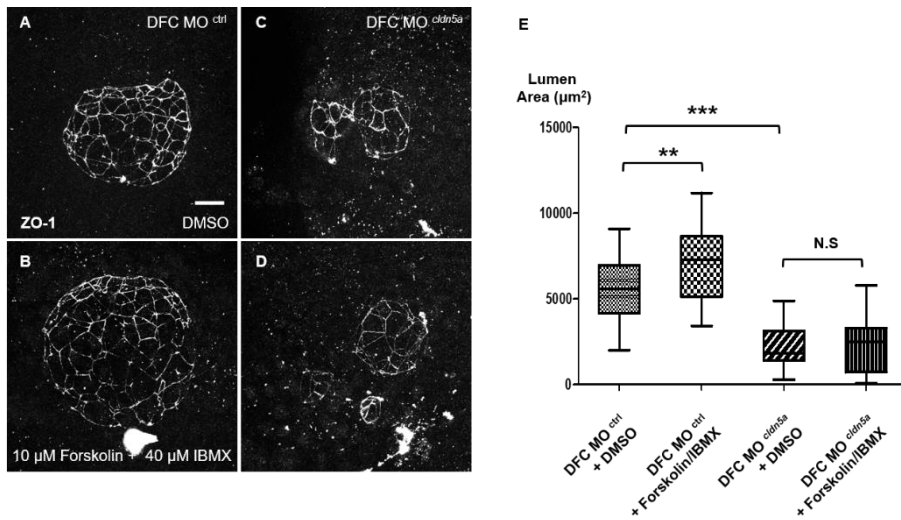 A DFC MO ctrl
C DFC MO cldn5a
ZO-1 DMSO
B
D
10 µM Forskolin + 40 µM IBMX
E
Lumen
Area (µm²)
15000
10000
5000
0
***
**
N.S
DFC MO ctrl
+ DMSO
DFC MO ctrl
+ Forskolin/IBMX
DFC MO cldn5a
+ DMSO
DFC MO cldn5a
+ Forskolin/IBMX